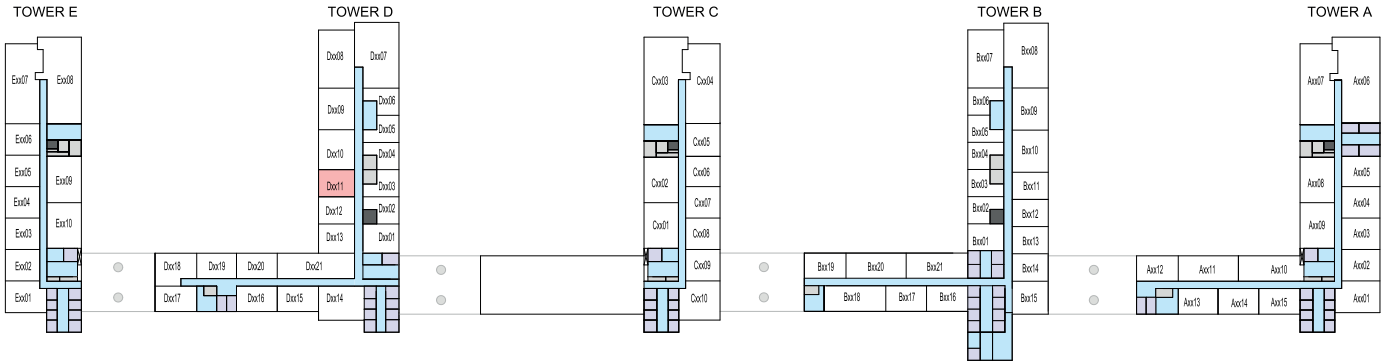 TOWER E
TOWER D
TOWER C
TOWER B
TOWER A
Exx07
Exx08
Exx06
Exx05
Exx09
Exx04
Exx03
Exx10
Exx02
Exx01
Dxx08
Dxx07
Dxx09
Dxx06
Dxx05
Dxx10
Dxx04
Dxx11
Dxx03
Dxx12
Dxx02
Dxx13
Dxx01
Dxx18
Dxx19
Dxx20
Dxx21
Dxx17
Dxx16
Dxx15
Dxx14
Cxx03
Cxx04
Cxx05
Cxx02
Cxx06
Cxx07
Cxx01
Cxx08
Cxx09
Cxx10
Bxx07
Bxx08
Bxx06
Bxx09
Bxx05
Bxx04
Bxx10
Bxx03
Bxx11
Bxx02
Bxx12
Bxx01
Bxx13
Bxx19
Bxx20
Bxx21
Bxx14
Bxx18
Bxx17
Bxx16
Bxx15
Axx07
Axx06
Axx08
Axx05
Axx04
Axx09
Axx03
Axx12
Axx11
Axx10
Axx02
Axx13
Axx14
Axx15
Axx01